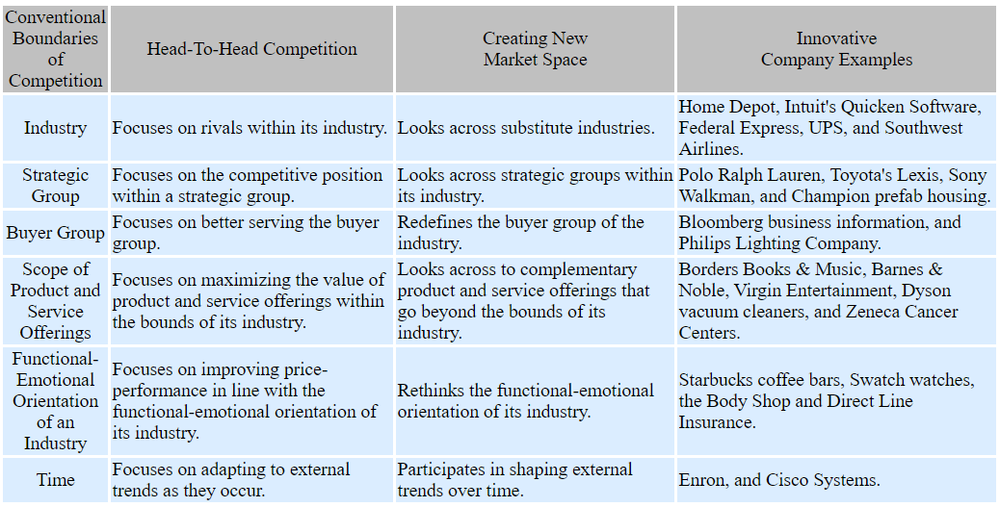 Conventional
Boundaries
of
Competition
Head-To-Head Competition
Creating New
Market Space
Innovative
Company Examples
Industry
Focuses on rivals within its industry.
Looks across substitute industries.
Home Depot, Intuit's Quicken Software,
Federal Express, UPS, and Southwest
Airlines.
Strategic
Group
Focuses on the competitive position
within a strategic group.
Looks across strategic groups within
its industry.
Polo Ralph Lauren, Toyota's Lexis, Sony
Walkman, and Champion prefab housing.
Buyer Group
Focuses on better serving the buyer
group.
Redefines the buyer group of the
industry.
Bloomberg business information, and
Philips Lighting Company.
Scope of
Product and
Service
Offerings
Focuses on maximizing the value of
product and service offerings within
the bounds of its industry.
Looks across to complementary
product and service offerings that
go beyond the bounds of its
industry.
Borders Books & Music, Barnes &
Noble, Virgin Entertainment, Dyson
vacuum cleaners, and Zeneca Cancer
Centers.
Functional-
Emotional
Orientation
of an
Industry
Focuses on improving price-
performance in line with the
functional-emotional orientation of
its industry.
Rethinks the functional-emotional
orientation of its industry.
Starbucks coffee bars, Swatch watches,
the Body Shop and Direct Line
Insurance.
Time
Focuses on adapting to external
trends as they occur.
Participates in shaping external
trends over time.
Enron, and Cisco Systems.